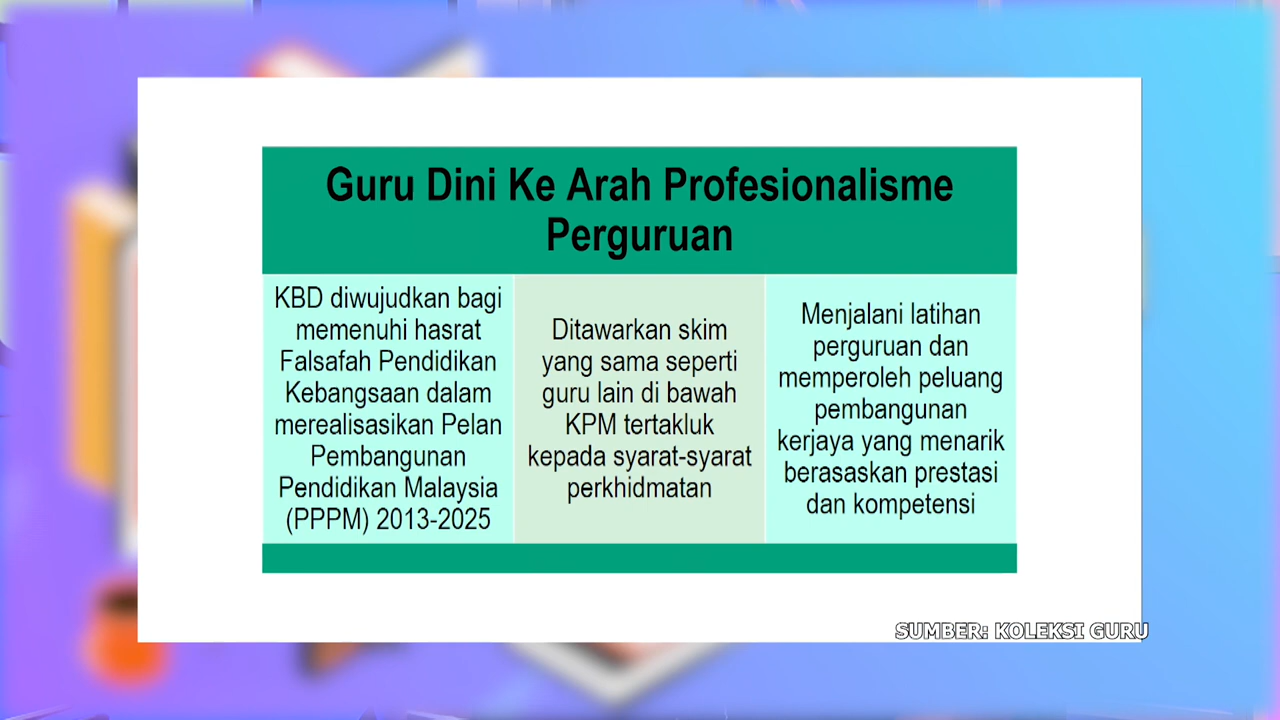 Guru Dini Ke Arah Profesionalisme
Perguruan
KBD diwujudkan bagi
memenuhi hasrat
Falsafah Pendidikan
Kebangsaan dalam
merealisasikan Pelan
Pembangunan
Pendidikan Malaysia
(PPPM) 2013-2025
Ditawarkan skim
yang sama seperti
guru lain di bawah
KPM tertakluk
kepada syarat-syarat
perkhidmatan
Menjalani latihan
perguruan dan
memperoleh peluang
pembangunan
kerjaya yang menarik
berasaskan prestasi
dan kompetensi
SUMBER: KOLEKSI GURU